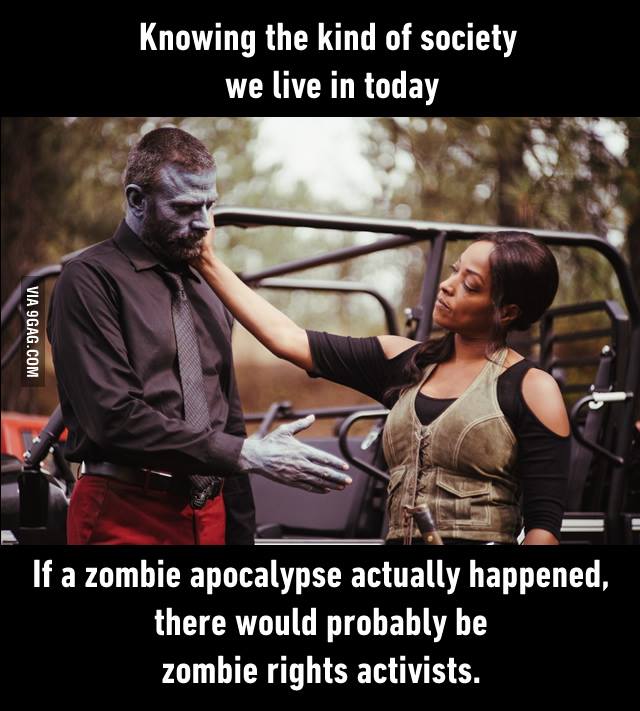 Knowing the kind of society
we live in today
VIA 9GAG.COM
If a zombie apocalypse actually happened,
there would probably be
zombie rights activists.